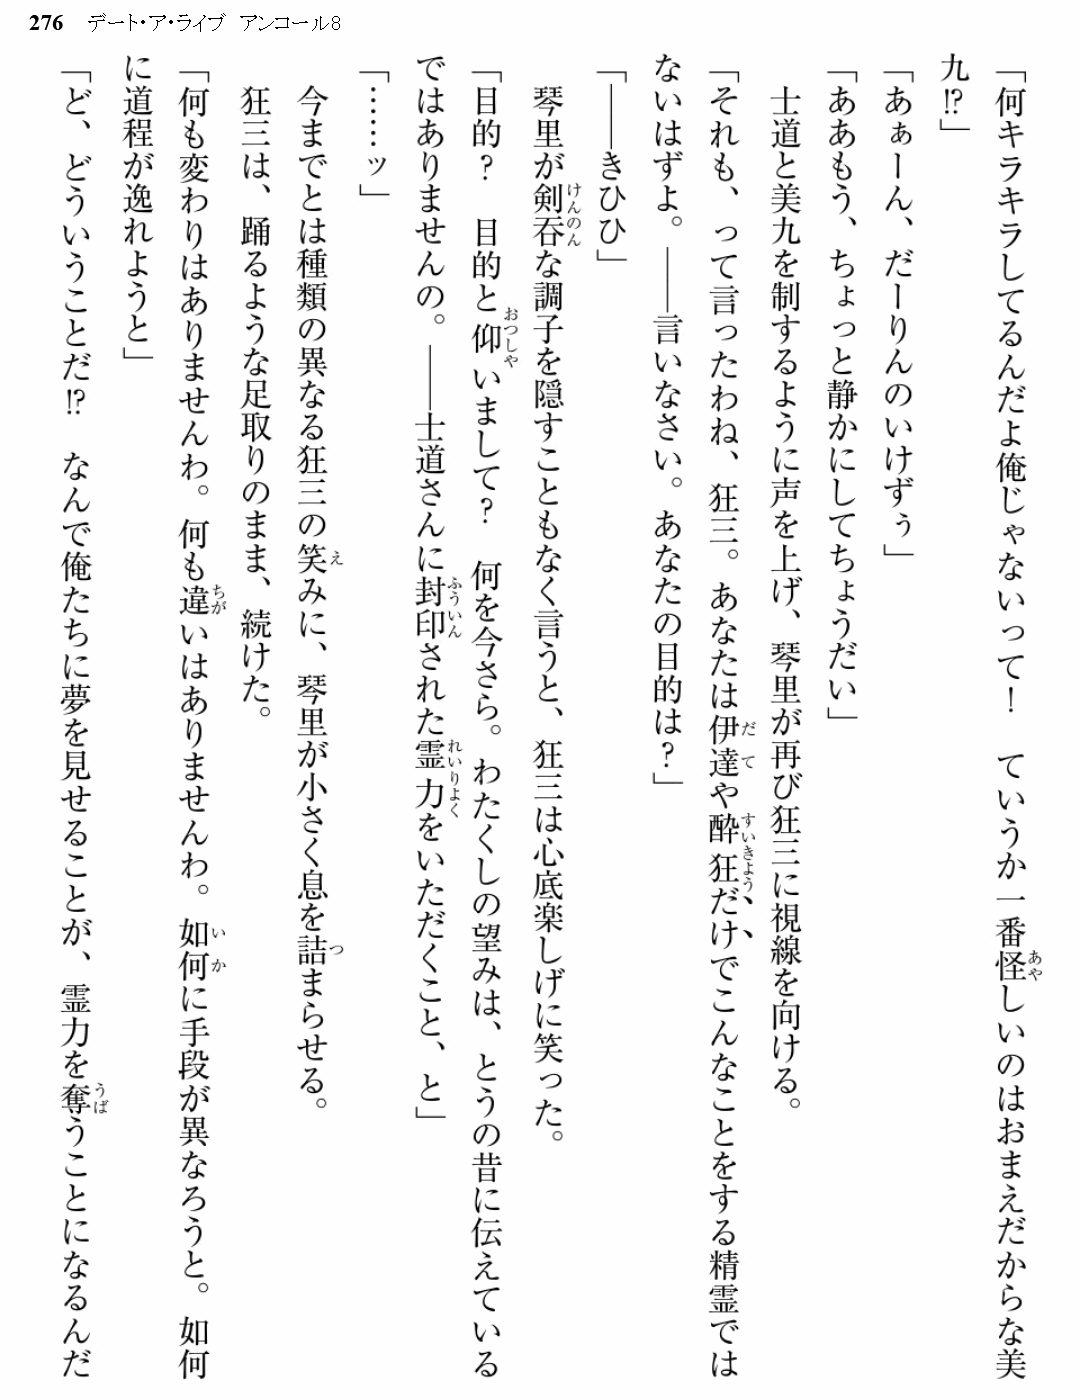 276 デート・ア・ライブ アンコール8
「何キラキラしてるんだよ俺じゃないって! ていうか一番怪しいのはおまえだからな美
九!?」
「あぁーん、だーりんのいけずぅ」
「ああもう、ちょっと静かにしてちょうだい」
士道と美九を制するように声を上げ、琴里が再び狂三に視線を向ける。
「それも、って言ったわね、狂三。あなたは伊達や酔狂だけでこんなことをする精霊では
ないはずよ。――言いなさい。あなたの目的は?」
「――きひひ」
琴里が剣呑な調子を隠すこともなく言うと、狂三は心底楽しげに笑った。
「目的? 目的と仰いまして? 何を今さら。わたくしの望みは、とうの昔に伝えている
ではありませんの。――士道さんに封印された霊力をいただくこと、と」
「……ッ」
今までとは種類の異なる狂三の笑みに、琴里が小さく息を詰まらせる。
狂三は、踊るような足取りのまま、続けた。
「何も変わりはありませんわ。何も違いはありませんわ。如何に手段が異なろうと。如何
に道程が逸れようと」
「ど、どういうことだ!? なんで俺たちに夢を見せることが、霊力を奪うことになるんだ